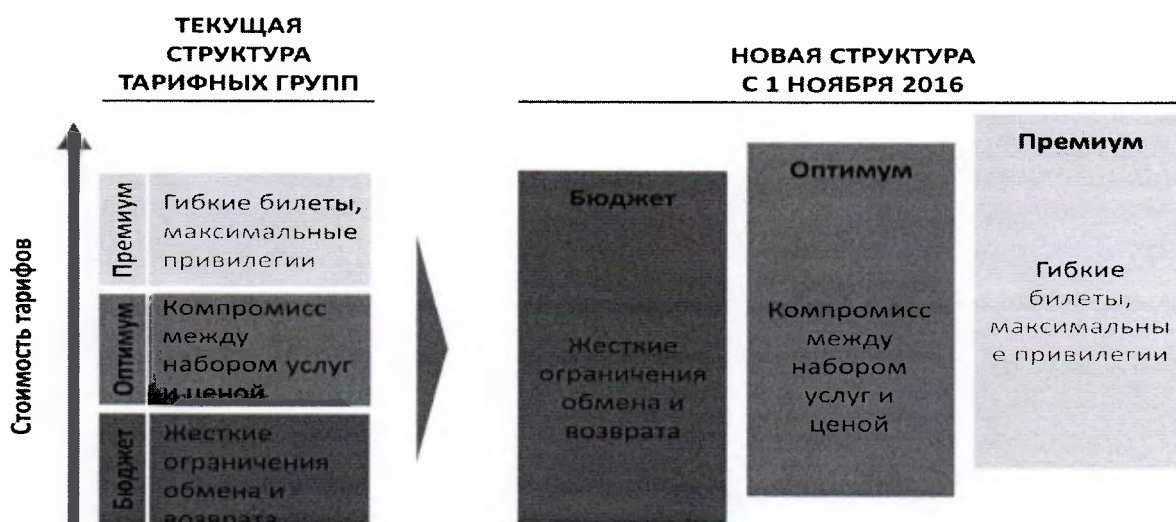 ТЕКУЩАЯ
СТРУКТУРА
ТАРИФНЫХ ГРУПП
НОВАЯ СТРУКТУРА
С 1 НОЯБРЯ 2016
Стоимость тарифов
Премиум
Гибкие билеты,
максимальные
привилегии
Оптимум
Компромисс
между
набором услуг
и ценой
Бюджет
Жесткие
ограничения
обмена и
возврата
Бюджет
Жесткие
ограничения
обмена и
возврата
Оптимум
Компромисс
между
набором
услуг и
ценой
Премиум
Гибкие
билеты,
максимальны
е привилегии